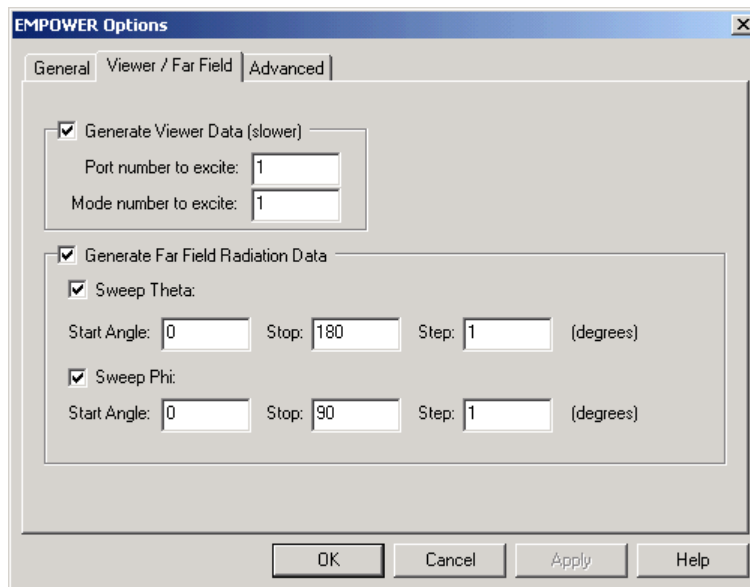 EMPOWER Options
General Viewer / Far Field Advanced
Generate Viewer Data (slower)
Port number to excite: 1
Mode number to excite: 1
Generate Far Field Radiation Data
Sweep Theta:
Start Angle: 0 Stop: 180 Step: 1 (degrees)
Sweep Phi:
Start Angle: 0 Stop: 90 Step: 1 (degrees)
OK Cancel Apply Help